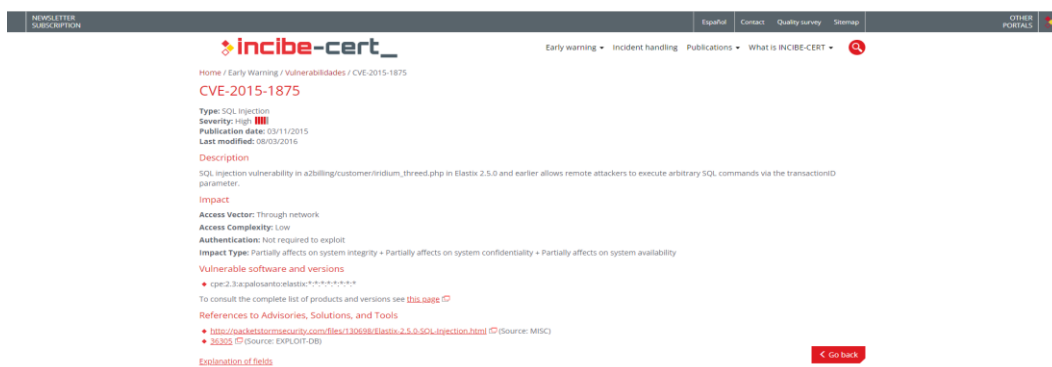 NEWSLETTER
SUBSCRIPTION
Español Contact Quality survey Sitemap
OTHER
PORTALS
incibe-cert_
Early warning Incident handling Publications What is INCIBE-CERT
Home / Early Warning / Vulnerabilidades / CVE-2015-1875
CVE-2015-1875
Type: SQL Injection
Severity: High
Publication date: 03/11/2015
Last modified: 08/03/2016
Description
SQL injection vulnerability in a2billing/customer/iridium_threed.php in Elastix 2.5.0 and earlier allows remote attackers to execute arbitrary SQL commands via the transactionID
parameter.
Impact
Access Vector: Through network
Access Complexity: Low
Authentication: Not required to exploit
Impact Type: Partially affects on system integrity + Partially affects on system confidentiality + Partially affects on system availability
Vulnerable software and versions
cpe:2.3:a:palosanto:elastix:*:*:*:*:*:*:*:*
To consult the complete list of products and versions see this page
References to Advisories, Solutions, and Tools
http://packetstormsecurity.com/files/130698/Elastix-2.5.0-SQL-Injection.html (Source: MISC)
36305 (Source: EXPLOIT-DB)
Go back
Explanation of fields